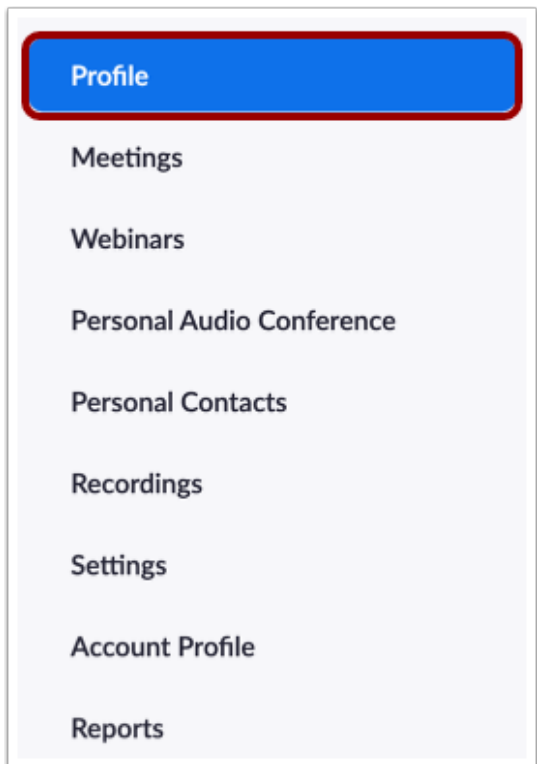 Profile
Meetings
Webinars
Personal Audio Conference
Personal Contacts
Recordings
Settings
Account Profile
Reports